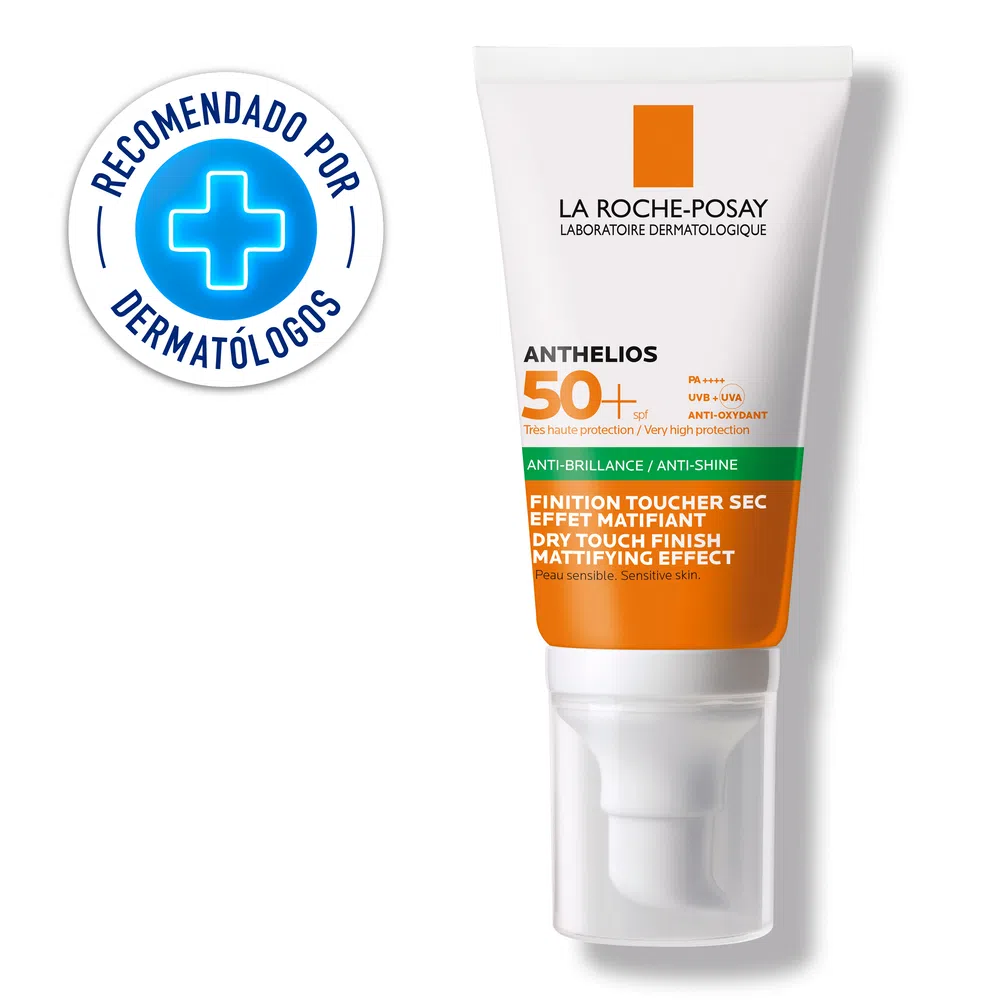 RECOMENDADO POR
DERMATÓLOGOS
LA ROCHE-POSAY
LABORATOIRE DERMATOLOGIQUE
ANTHELIOS
50+ spf
PA ++++
UVB + UVA
ANTI-OXYDANT
Très haute protection / Very high protection
ANTI-BRILLANCE / ANTI-SHINE
FINITION TOUCHER SEC
EFFET MATIFIANT
DRY TOUCH FINISH
MATTIFYING EFFECT
Peau sensible. Sensitive skin.